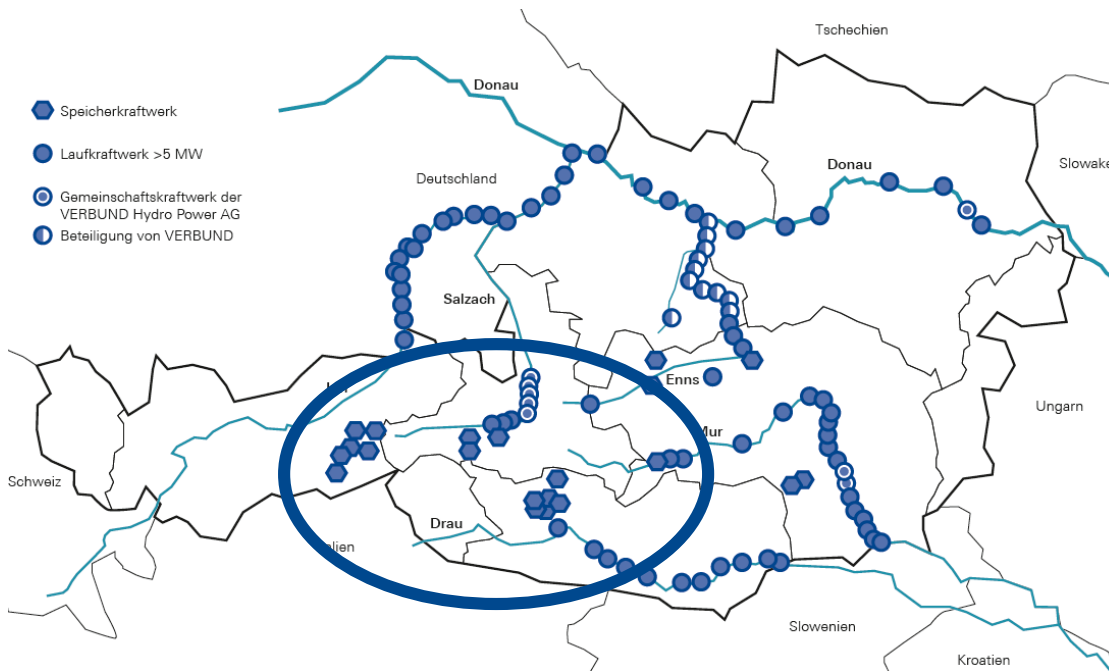 Tschechien
Donau
Speicherkraftwerk
Laufkraftwerk >5 MW
Donau
Slowake
Deutschland
Gemeinschaftskraftwerk der
VERBUND Hydro Power AG
Beteiligung von VERBUND
Salzach
Enns
Ungarn
Mur
Schweiz
Drau
alien
Slowenien
Kroatien